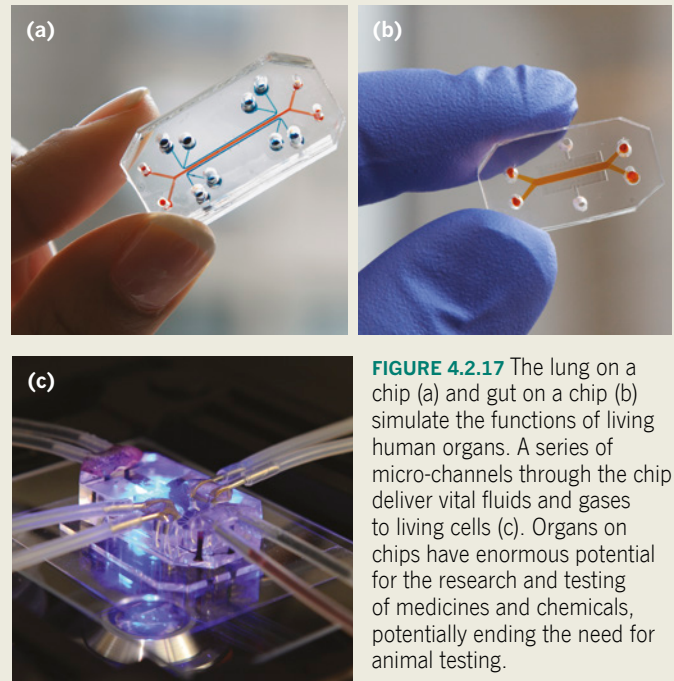 (a)
(b)
(c)
FIGURE 4.2.17 The lung on a
chip (a) and gut on a chip (b)
simulate the functions of living
human organs. A series of
micro-channels through the chip
deliver vital fluids and gases
to living cells (c). Organs on
chips have enormous potential
for the research and testing
of medicines and chemicals,
potentially ending the need for
animal testing.